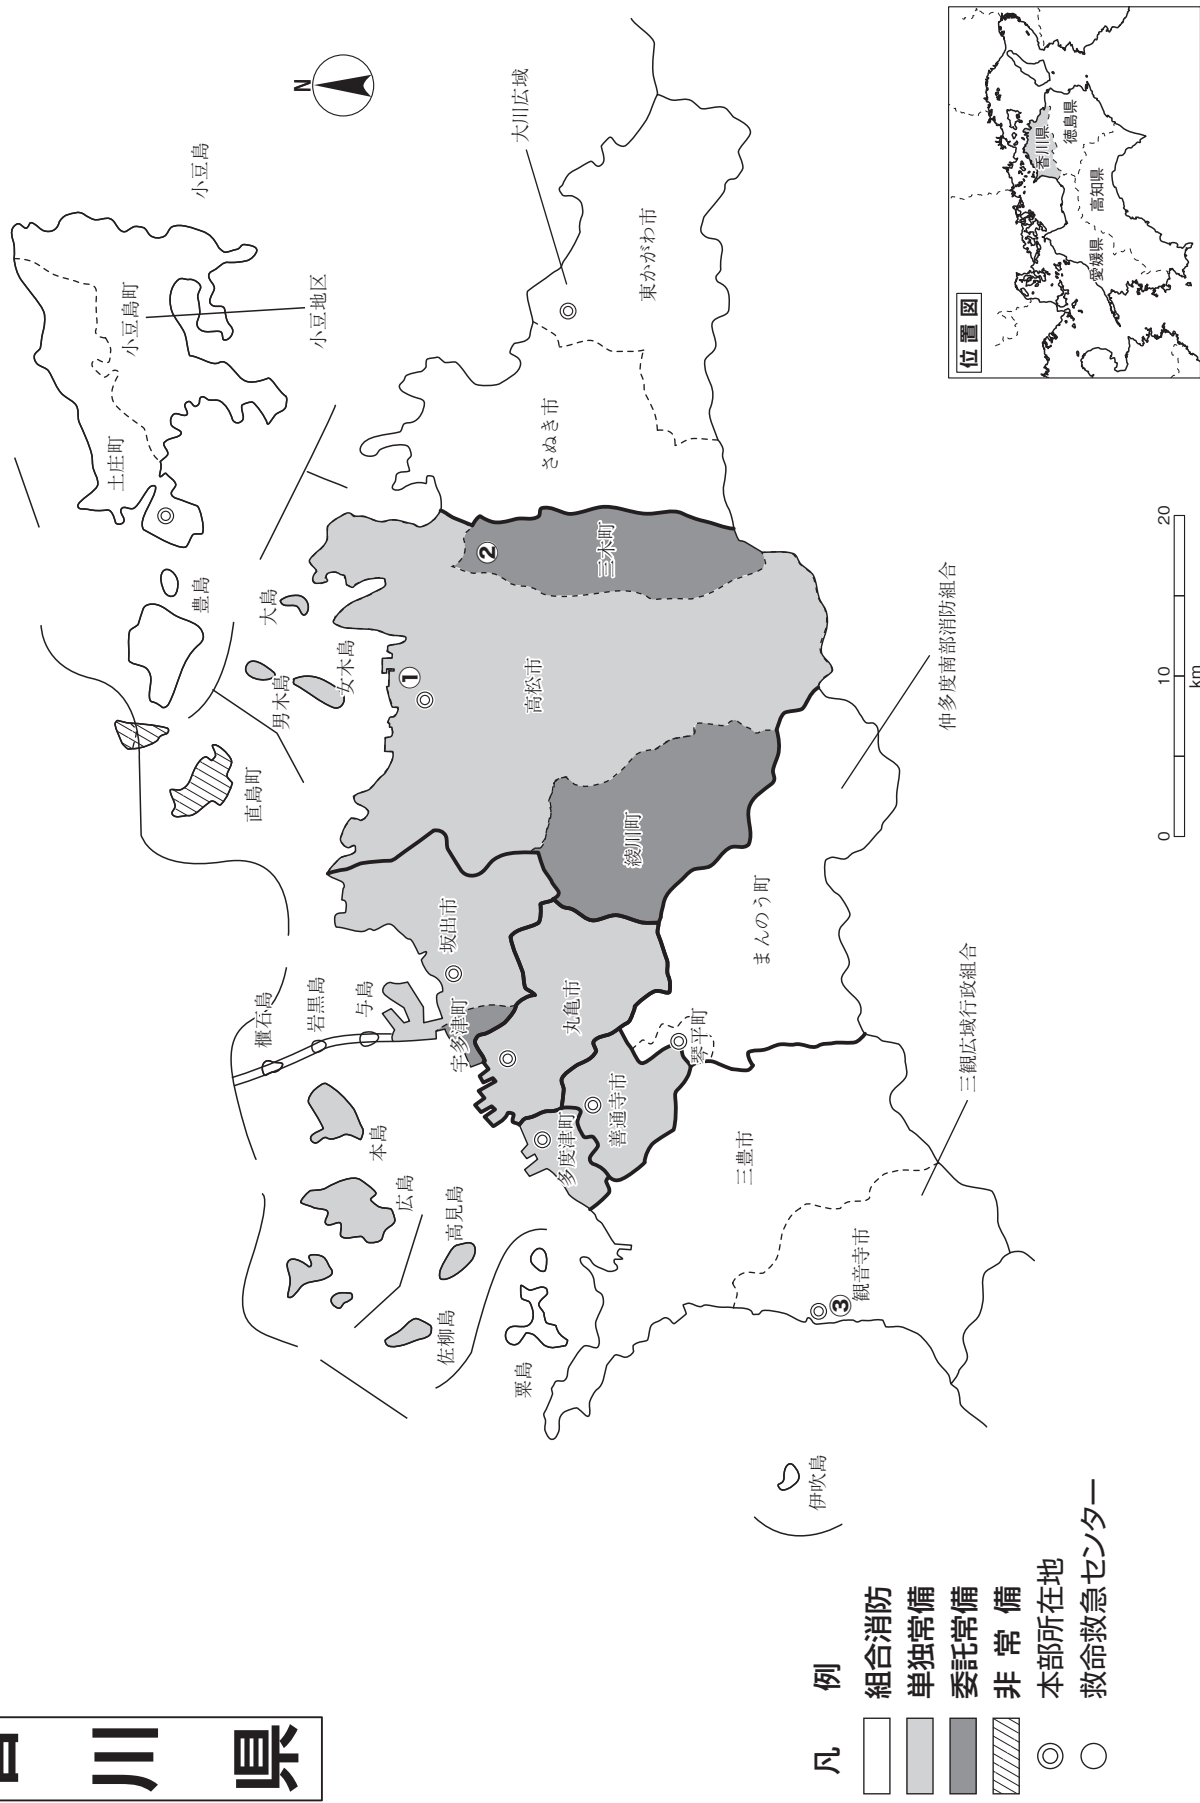 川県
N
小豆島
小豆島町
小豆地区
土庄町
豊島
大島
男木島
女木島
直島町
大川広域
東かがわ市
さぬき市
②
三木町
①
高松市
綾川町
坂出市
宇多津町
丸亀市
善通寺市
多度津町
琴平町
まんのう町
仲多度南部消防組合
三観広域行政組合
三豊市
観音寺市
③
櫃石島
岩黒島
与島
本島
広島
高見島
佐柳島
粟島
伊吹島
凡例
組合消防
単独常備
委託常備
非常備
本部所在地
救命救急センター
0 10 20
km
位置図
香川県
徳島県
高知県
愛媛県